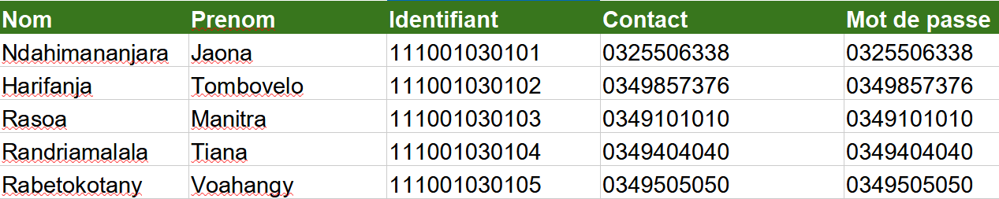 Nom Prenom Identifiant Contact Mot de passe
Ndahimananjara Jaona 111001030101 0325506338 0325506338
Harifanja Tombovelo 111001030102 0349857376 0349857376
Rasoa Manitra 111001030103 0349101010 0349101010
Randriamalala Tiana 111001030104 0349404040 0349404040
Rabetokotany Voahangy 111001030105 0349505050 0349505050